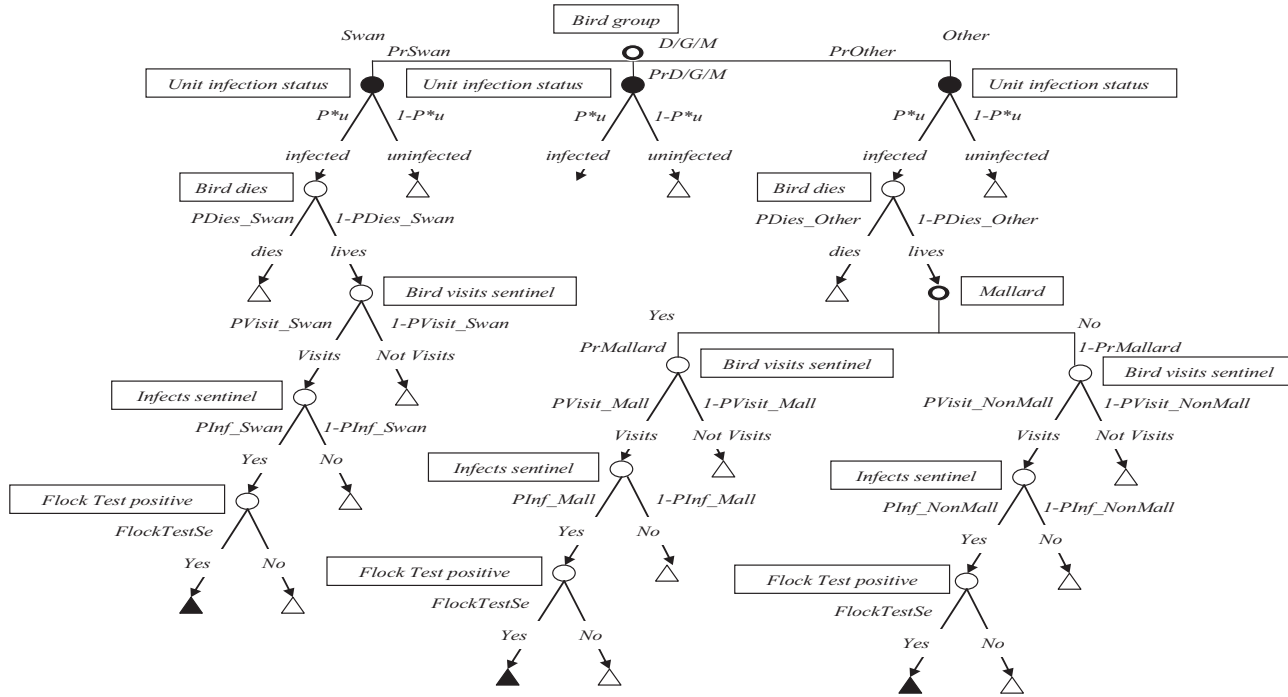 Bird group
Swan
D/G/M
Other
PrSwan
PrOther
Unit infection status
Unit infection status
PrD/G/M
Unit infection status
P*u
1-P*u
P*u
1-P*u
P*u
1-P*u
infected
uninfected
infected
uninfected
infected
uninfected
Bird dies
Bird dies
PDies_Swan
1-PDies_Swan
PDies_Other
1-PDies_Other
dies
lives
dies
lives
Bird visits sentinel
Mallard
PVisit_Swan
1-PVisit_Swan
Yes
No
PrMallard
1-PrMallard
Visits
Not Visits
Bird visits sentinel
Bird visits sentinel
Infects sentinel
PVisit_Mall
1-PVisit_Mall
PVisit_NonMall
1-PVisit_NonMall
PInf_Swan
1-PInf_Swan
Visits
Not Visits
Visits
Not Visits
Yes
No
Infects sentinel
Infects sentinel
Flock Test positive
PInf_Mall
1-PInf_Mall
PInf_NonMall
1-PInf_NonMall
FlockTestSe
Yes
No
Yes
No
Yes
No
Flock Test positive
Flock Test positive
FlockTestSe
FlockTestSe
Yes
No
Yes
No